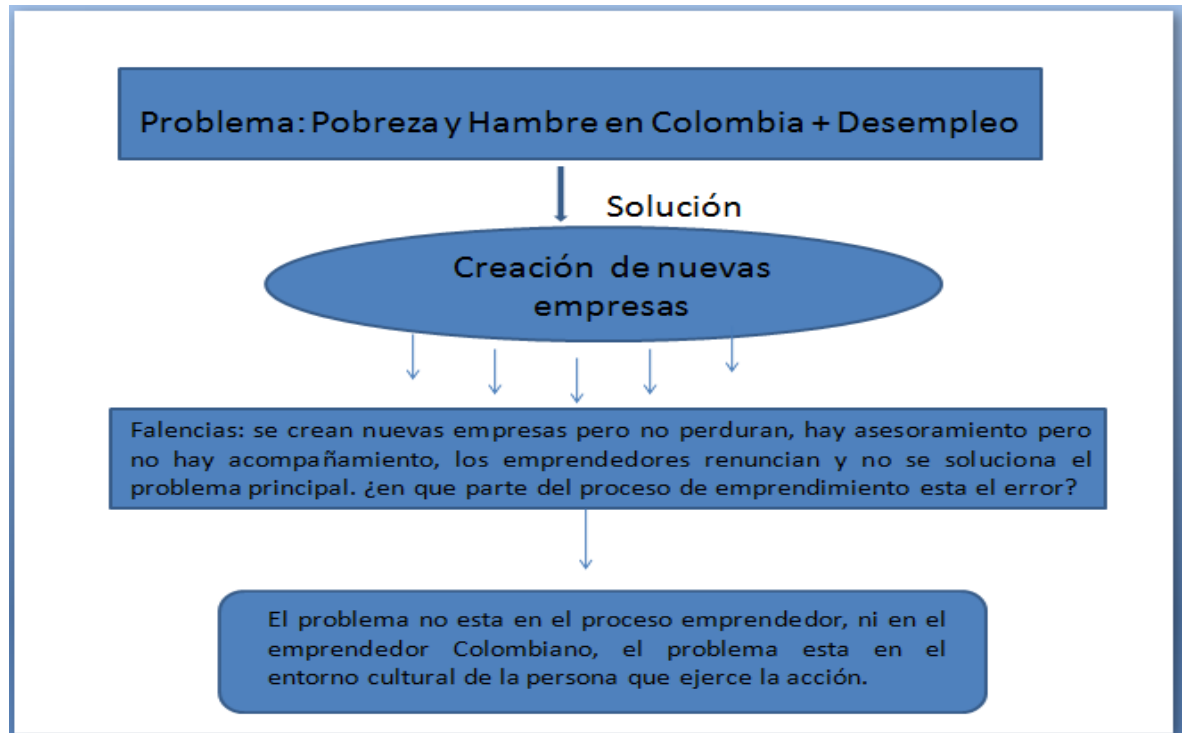 Problema: Pobreza y Hambre en Colombia + Desempleo
Solución
Creación de nuevas
empresas
Falencias: se crean nuevas empresas pero no perduran, hay asesoramiento pero
no hay acompañamiento, los emprendedores renuncian y no se soluciona el
problema principal. ¿en que parte del proceso de emprendimiento esta el error?
El problema no esta en el proceso emprendedor, ni en el
emprendedor Colombiano, el problema esta en el
entorno cultural de la persona que ejerce la acción.